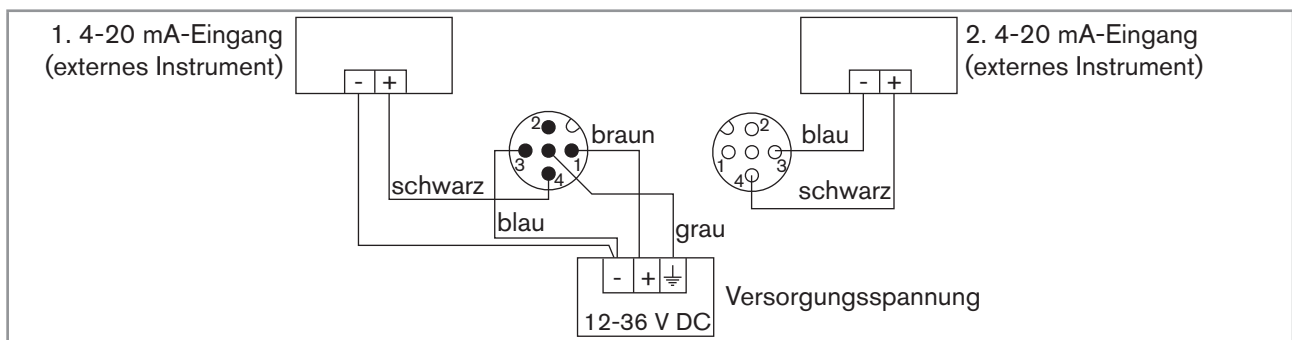 1. 4-20 mA-Eingang
(externes Instrument)
- +
2. 4-20 mA-Eingang
(externes Instrument)
- +
2
3
1
4
braun
schwarz
blau
grau
2
1
3
4
blau
schwarz
- +
12-36 V DC
Versorgungsspannung